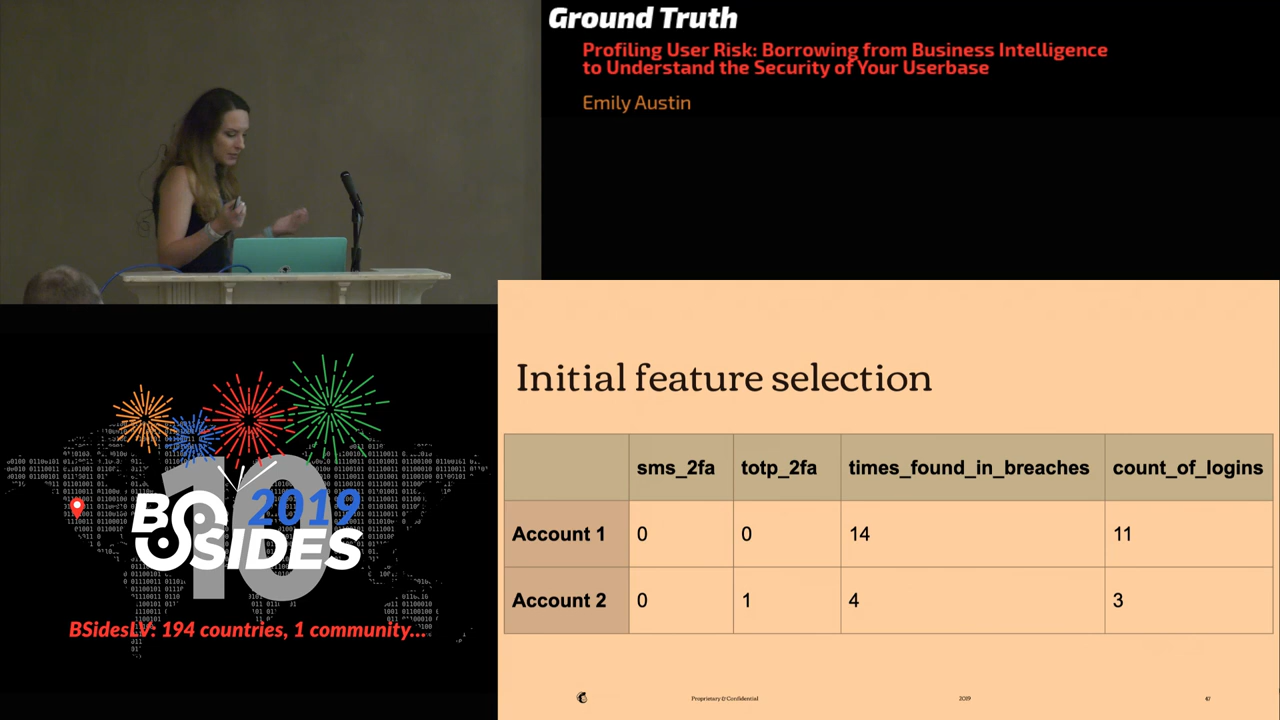 Ground Truth
Profiling User Risk: Borrowing from Business Intelligence
to Understand the Security of Your Userbase
Emily Austin
10
2019
BSIDES
BSidesLV: 194 countries, 1 community...
Initial feature selection
sms_2fa totp_2fa times_found_in_breaches count_of_logins
Account 1 0 0 14 11
Account 2 0 1 4 3
Proprietary & Confidential 2019 47